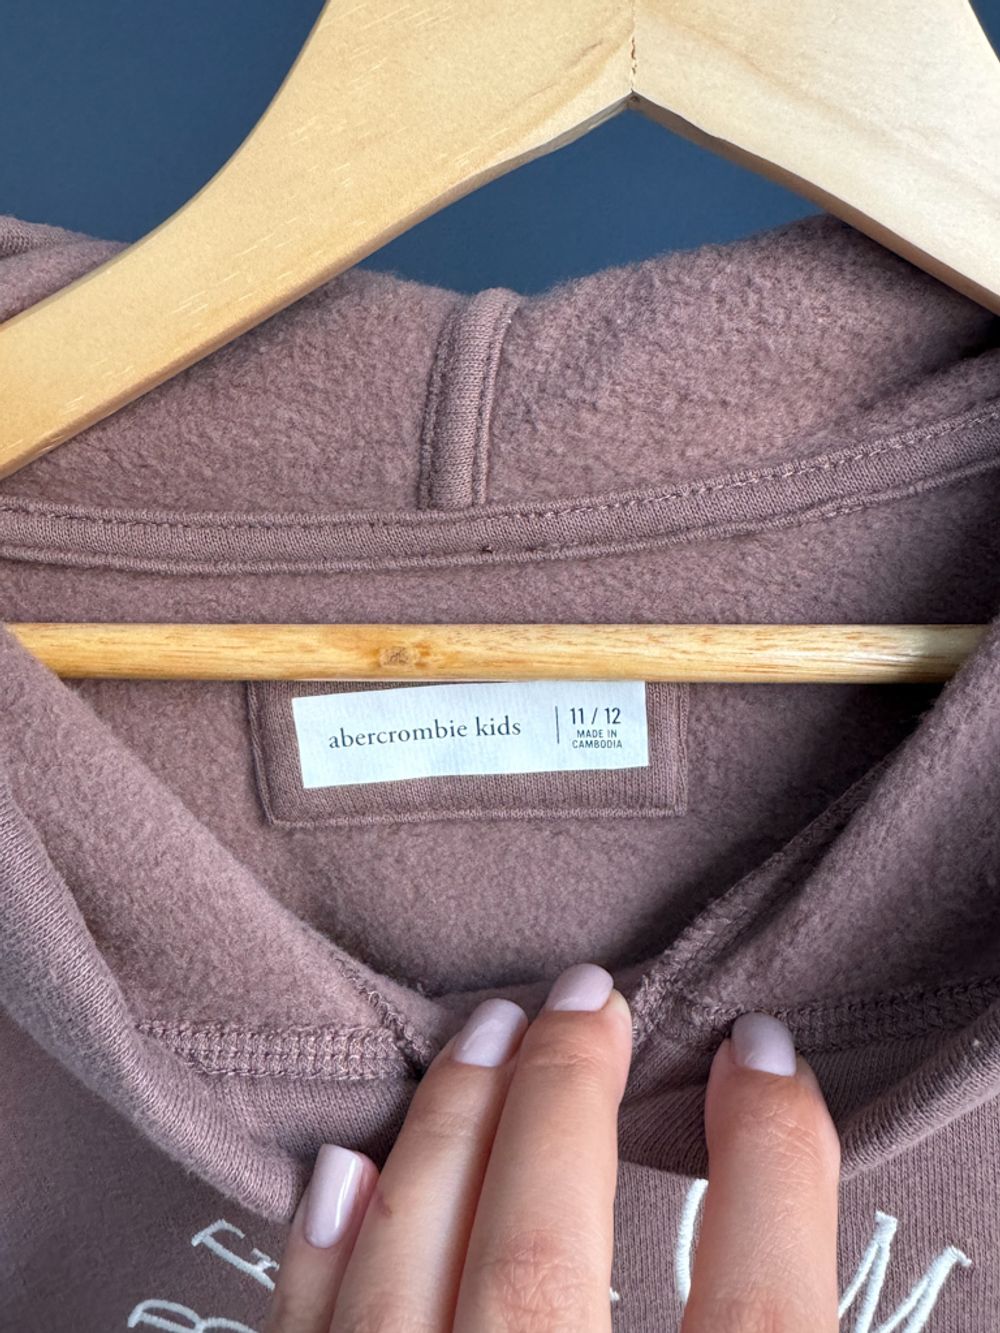 abercrombie kids
11 / 12
MADE IN
CAMBODIA